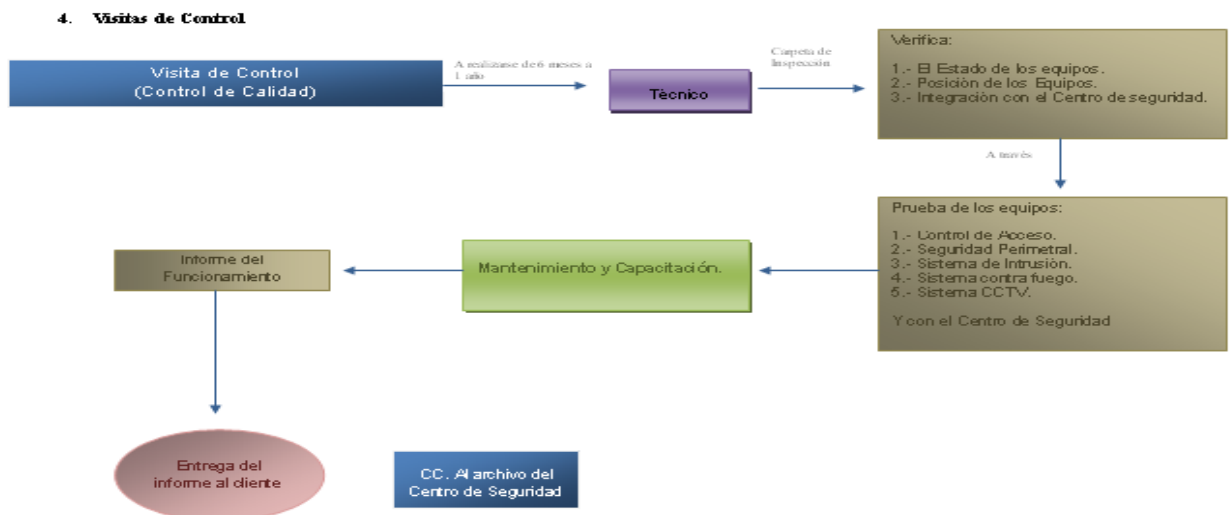 4. Visitas de Control
Visita de Control
(Control de Calidad)
A realizarse de 6 meses a
1 año
Técnico
Carpeta de
Inspección
Verifica:
1.- El Estado de los equipos.
2.- Posición de los Equipos.
3.- Integración con el Centro de seguridad.
A través
Prueba de los equipos:
1.- Control de Acceso.
2.- Seguridad Perimetral.
3.- Sistema de Intrusión.
4.- Sistema contra fuego.
5.- Sistema CCTV.
Y con el Centro de Seguridad
Mantenimiento y Capacitación.
Informe del
Funcionamiento
Entrega del
informe al cliente
CC. Al archivo del
Centro de Seguridad